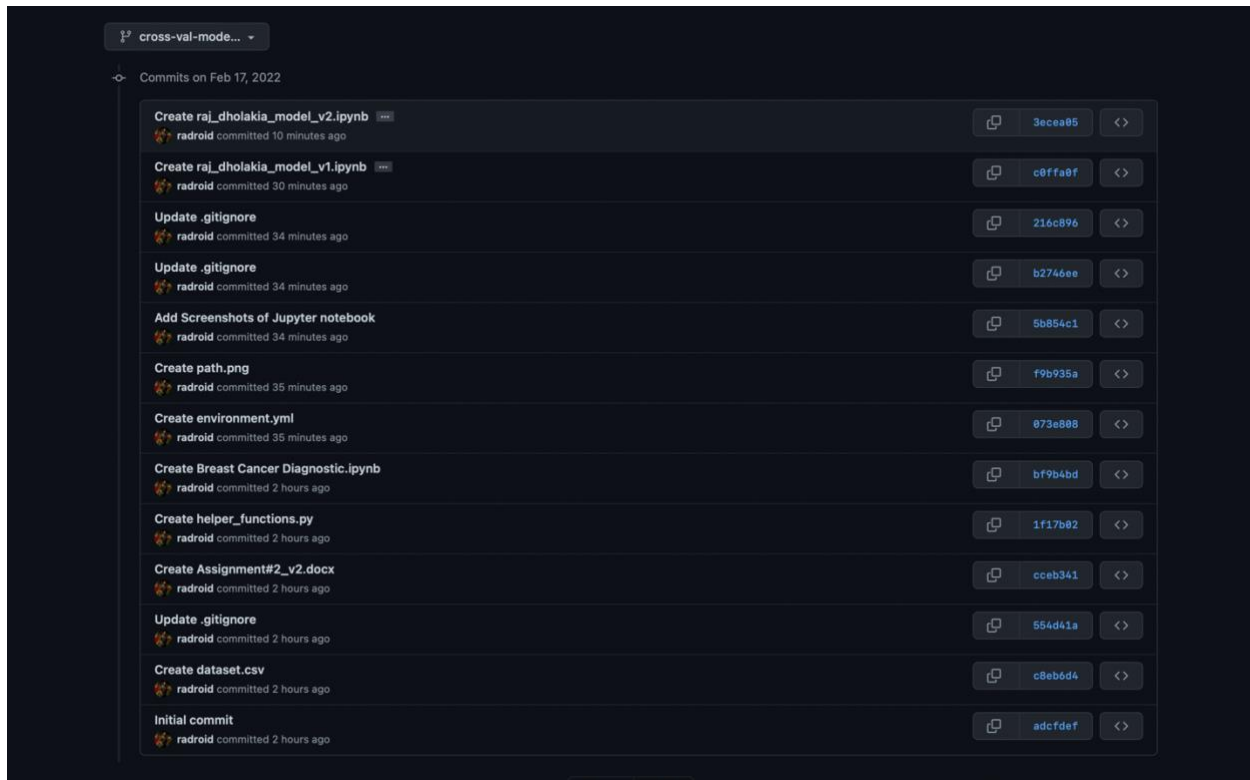 cross-val-mode...
Commits on Feb 17, 2022
Create raj_dholakia_model_v2.ipynb
radroid committed 10 minutes ago
3ecea05
Create raj_dholakia_model_v1.ipynb
radroid committed 30 minutes ago
c0ffa0f
Update .gitignore
radroid committed 34 minutes ago
216c896
Update .gitignore
radroid committed 34 minutes ago
b2746ee
Add Screenshots of Jupyter notebook
radroid committed 34 minutes ago
5b854c1
Create path.png
radroid committed 35 minutes ago
f9b935a
Create environment.yml
radroid committed 35 minutes ago
073e808
Create Breast Cancer Diagnostic.ipynb
radroid committed 2 hours ago
bf9b4bd
Create helper_functions.py
radroid committed 2 hours ago
1f17b02
Create Assignment#2_v2.docx
radroid committed 2 hours ago
cceb341
Update .gitignore
radroid committed 2 hours ago
554d41a
Create dataset.csv
radroid committed 2 hours ago
c8eb6d4
Initial commit
radroid committed 2 hours ago
adcfdef